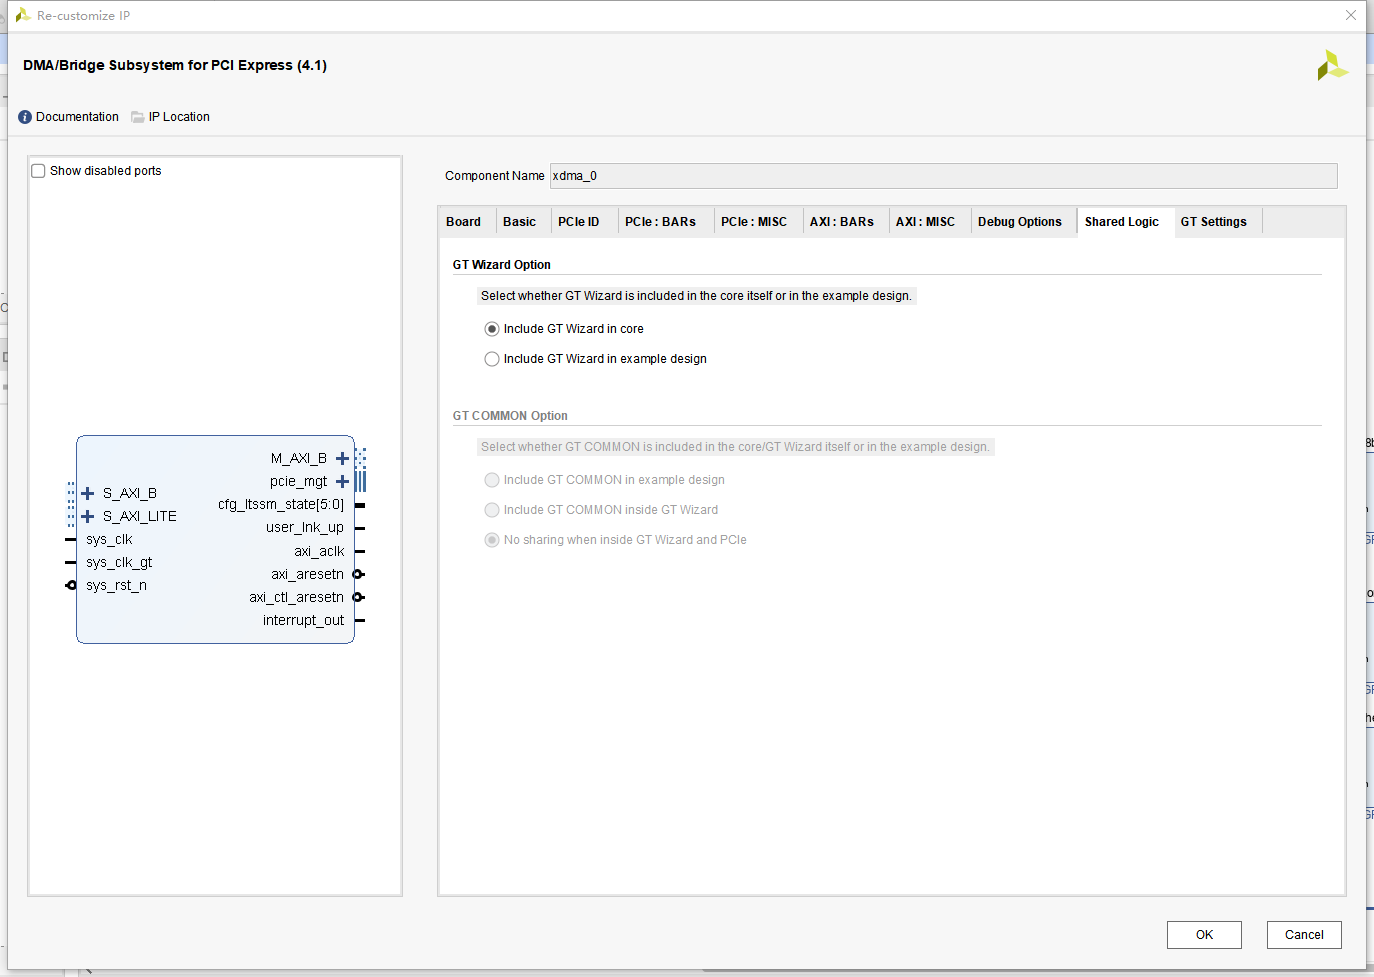 Re-customize IP
DMA/Bridge Subsystem for PCI Express (4.1)
Documentation IP Location
Show disabled ports
M_AXI_B
pcie_mgt
S_AXI_B
cfg_ltssm_state[5:0]
S_AXI_LITE
user_lnk_up
sys_clk
axi_aclk
sys_clk_gt
axi_aresetn
sys_rst_n
axi_ctl_aresetn
interrupt_out
Component Name xdma_0
Board Basic PCIe ID PCIe : BARs PCIe : MISC AXI : BARs AXI : MISC Debug Options Shared Logic GT Settings
GT Wizard Option
Select whether GT Wizard is included in the core itself or in the example design.
Include GT Wizard in core
Include GT Wizard in example design
GT COMMON Option
Select whether GT COMMON is included in the core/GT Wizard itself or in the example design.
Include GT COMMON in example design
Include GT COMMON inside GT Wizard
No sharing when inside GT Wizard and PCIe
OK Cancel